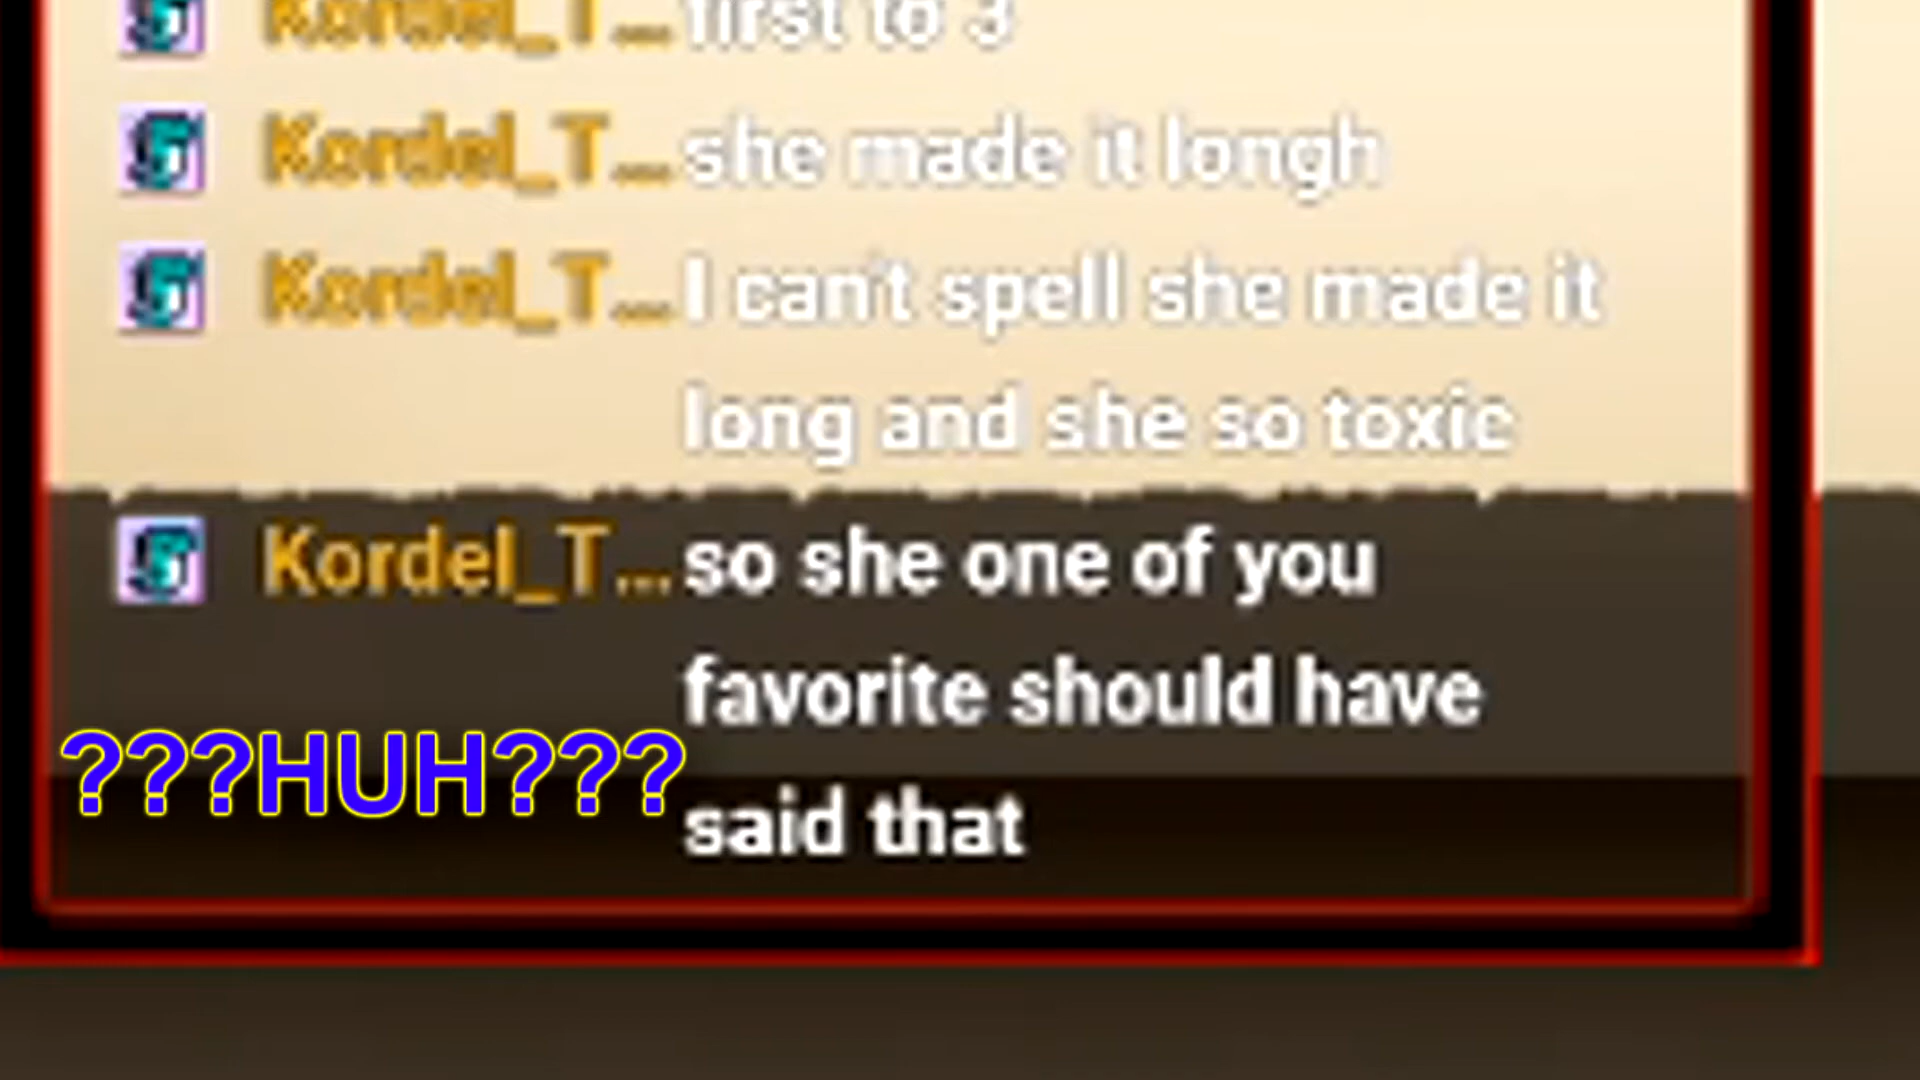 Kordel_T... first to 3
Kordel_T... she made it longh
Kordel_T... I can't spell she made it
long and she so toxic
Kordel_T... so she one of you
favorite should have
???HUH???
said that